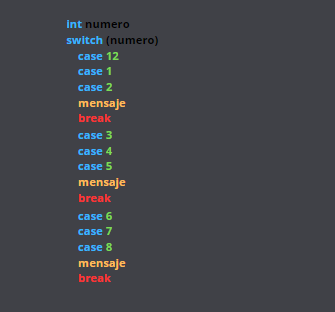 int numero
switch (numero)
case 12
case 1
case 2
mensaje
break
case 3
case 4
case 5
mensaje
break
case 6
case 7
case 8
mensaje
break